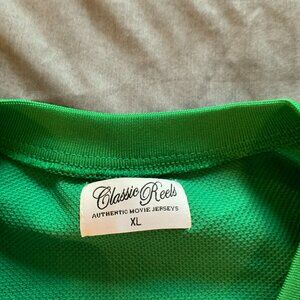 Classic Reels
AUTHENTIC MOVIE JERSEYS
XL